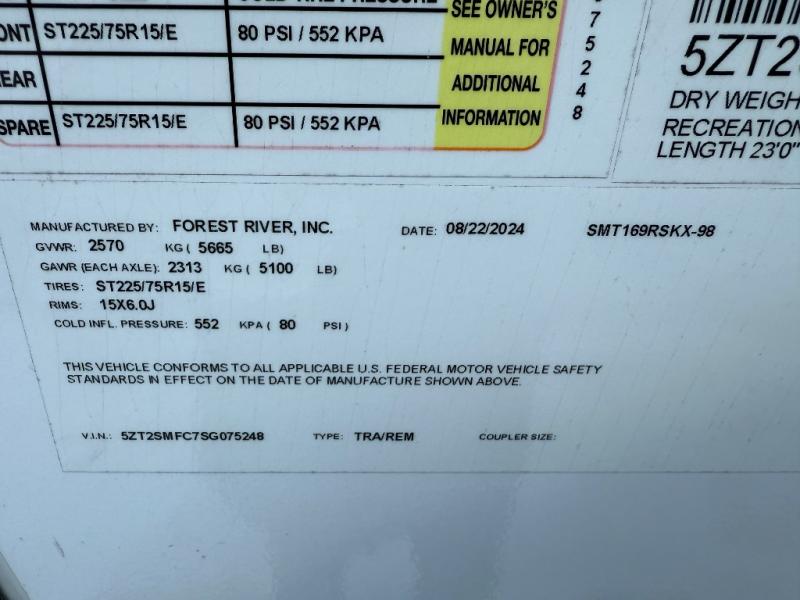 SEE OWNER'S
ST225/75R15/E 80 PSI / 552 KPA
MANUAL FOR
ADDITIONAL
SPARE ST225/75R15/E 80 PSI / 552 KPA
INFORMATION
7
5
2
4
8
5ZT2
DRY WEIGH
RECREATION
LENGTH 23'0"
MANUFACTURED BY: FOREST RIVER, INC. DATE: 08/22/2024 SMT169RSKX-98
GVWR: 2570 KG ( 5665 LB)
GAWR (EACH AXLE): 2313 KG ( 5100 LB)
TIRES: ST225/75R15/E
RIMS: 15X6.0J
COLD INFL. PRESSURE: 552 KPA ( 80 PSI )
THIS VEHICLE CONFORMS TO ALL APPLICABLE U.S. FEDERAL MOTOR VEHICLE SAFETY
STANDARDS IN EFFECT ON THE DATE OF MANUFACTURE SHOWN ABOVE.
V.I.N.: 5ZT2SMFC7SG075248 TYPE: TRA/REM COUPLER SIZE: